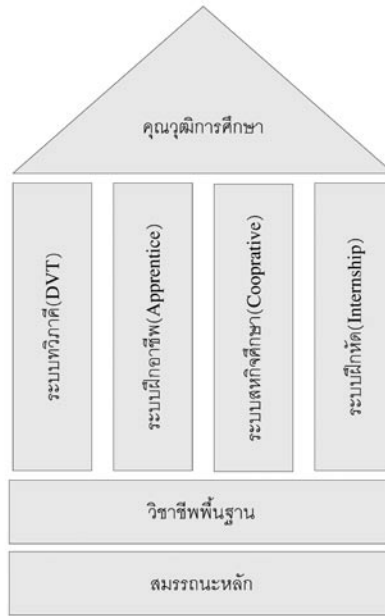 คุณวุฒิการศึกษา
ระบบทวิภาคี(DVT)
ระบบฝึกอาชีพ(Apprentice)
ระบบสหกิจศึกษา(Cooprative)
ระบบฝึกหัด(Internship)
วิชาชีพพื้นฐาน
สมรรถนะหลัก